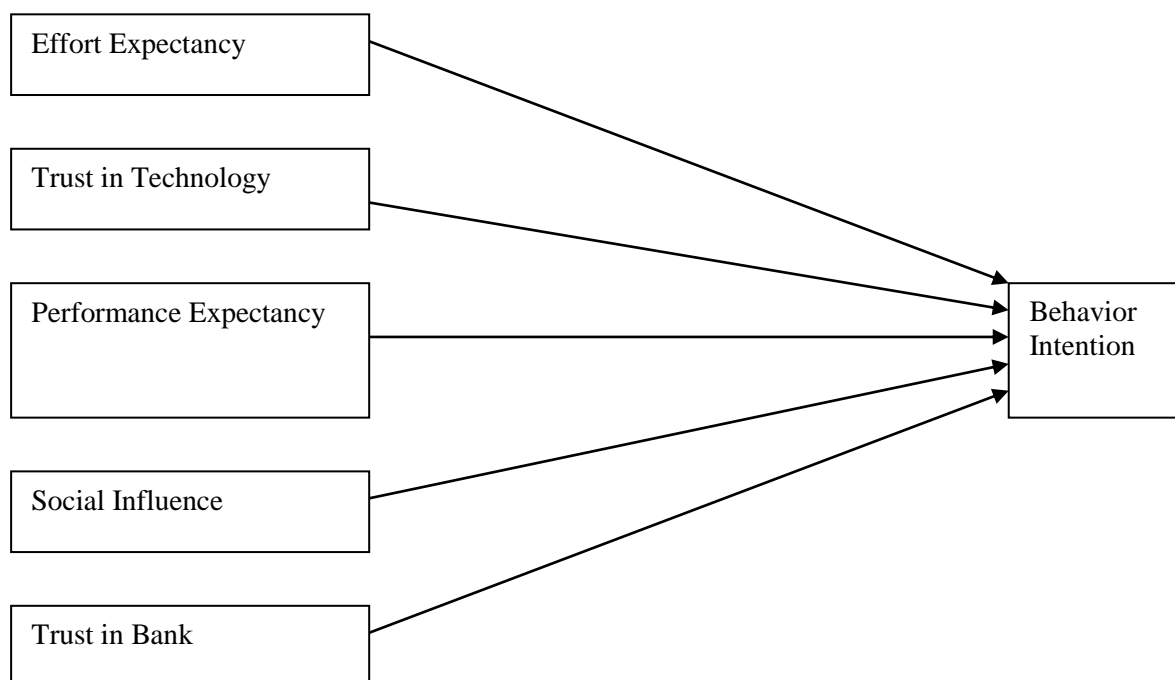 Effort Expectancy
Trust in Technology
Performance Expectancy
Behavior
Intention
Social Influence
Trust in Bank